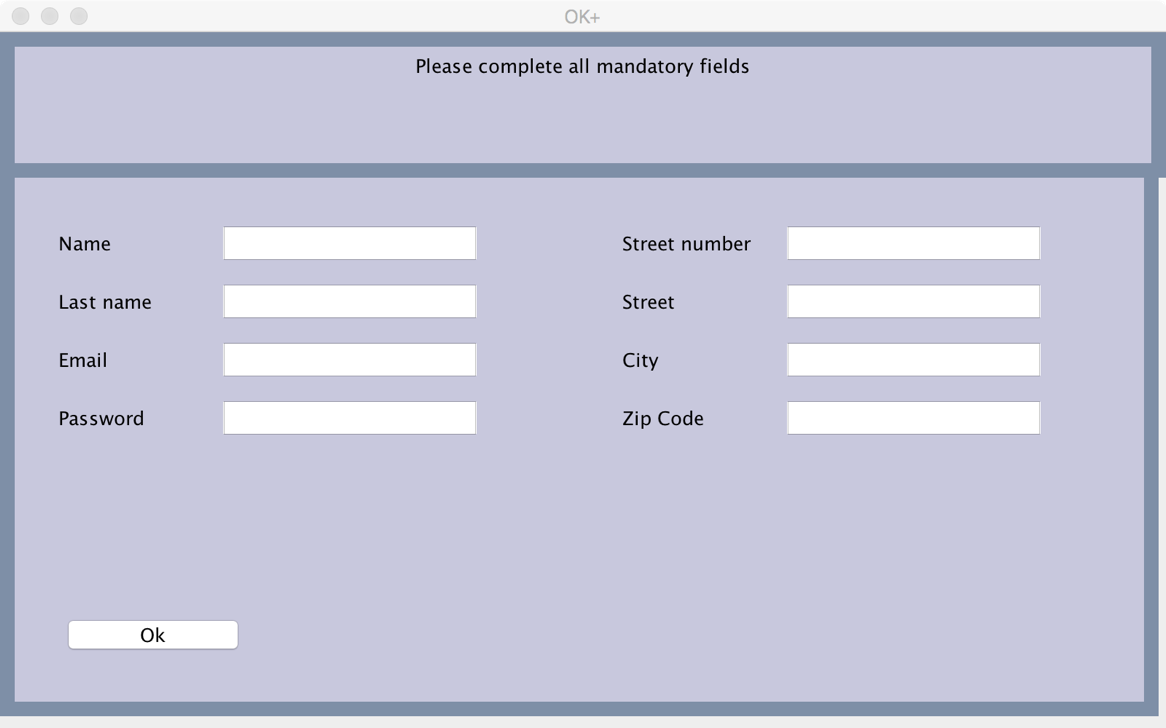 OK+
Please complete all mandatory fields
Name
Last name
Email
Password
Street number
Street
City
Zip Code
Ok